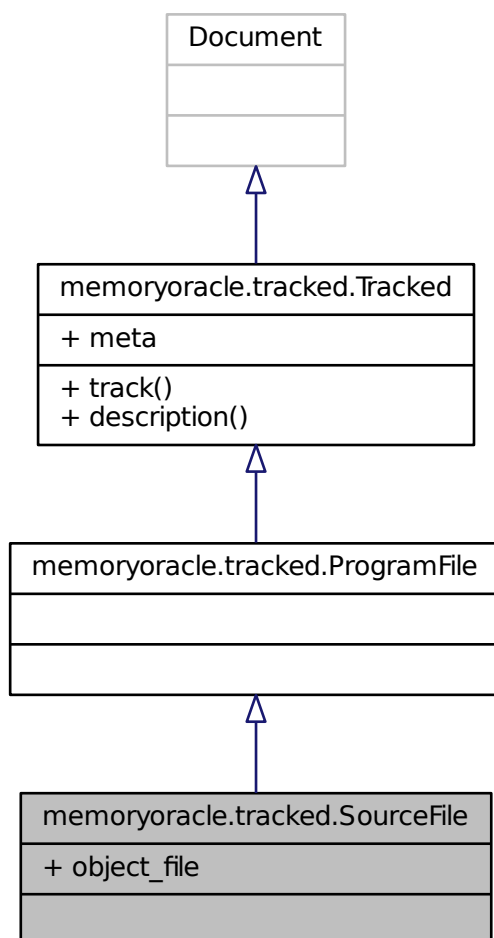 Document
memoryoracle.tracked.Tracked
+ meta
+ track()
+ description()
memoryoracle.tracked.ProgramFile
memoryoracle.tracked.SourceFile
+ object_file